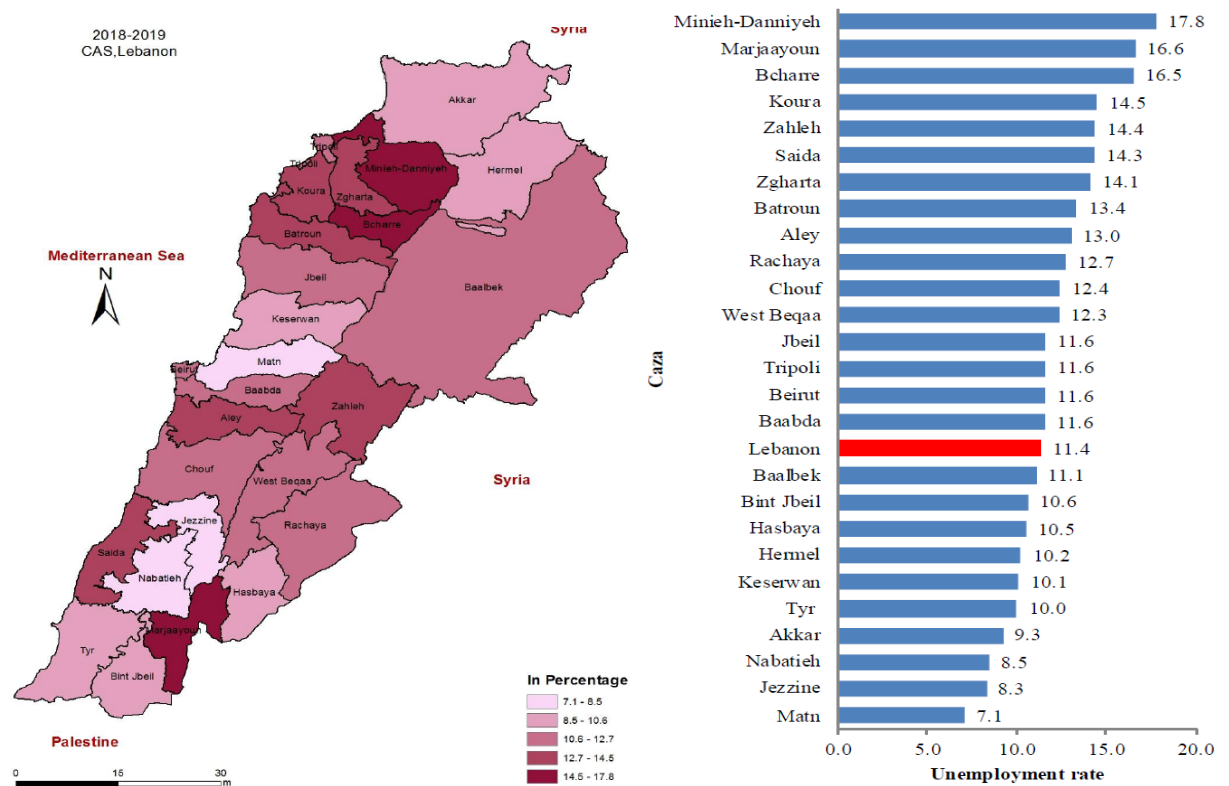 2018-2019
CAS,Lebanon
Syria
Akkar
Tripoli
Tripoli
Minieh-Danniyeh
Hermel
Koura
Zgharta
Bcharre
Batroun
Mediterranean Sea
N
Jbeil
Baalbek
Keserwan
Matn
Beirut
Baabda
Zahleh
Aley
Chouf
West Beqaa
Syria
Jezzine
Rachaya
Saida
Nabatieh
Hasbaya
Marjaayoun
Tyr
Bint Jbeil
Palestine
In Percentage
7.1 - 8.5
8.5 - 10.6
10.6 - 12.7
12.7 - 14.5
14.5 - 17.8
0 15 30
m
Caza
Minieh-Danniyeh 17.8
Marjaayoun 16.6
Bcharre 16.5
Koura 14.5
Zahleh 14.4
Saida 14.3
Zgharta 14.1
Batroun 13.4
Aley 13.0
Rachaya 12.7
Chouf 12.4
West Beqaa 12.3
Jbeil 11.6
Tripoli 11.6
Beirut 11.6
Baabda 11.6
Lebanon 11.4
Baalbek 11.1
Bint Jbeil 10.6
Hasbaya 10.5
Hermel 10.2
Keserwan 10.1
Tyr 10.0
Akkar 9.3
Nabatieh 8.5
Jezzine 8.3
Matn 7.1
0.0 5.0 10.0 15.0 20.0
Unemployment rate